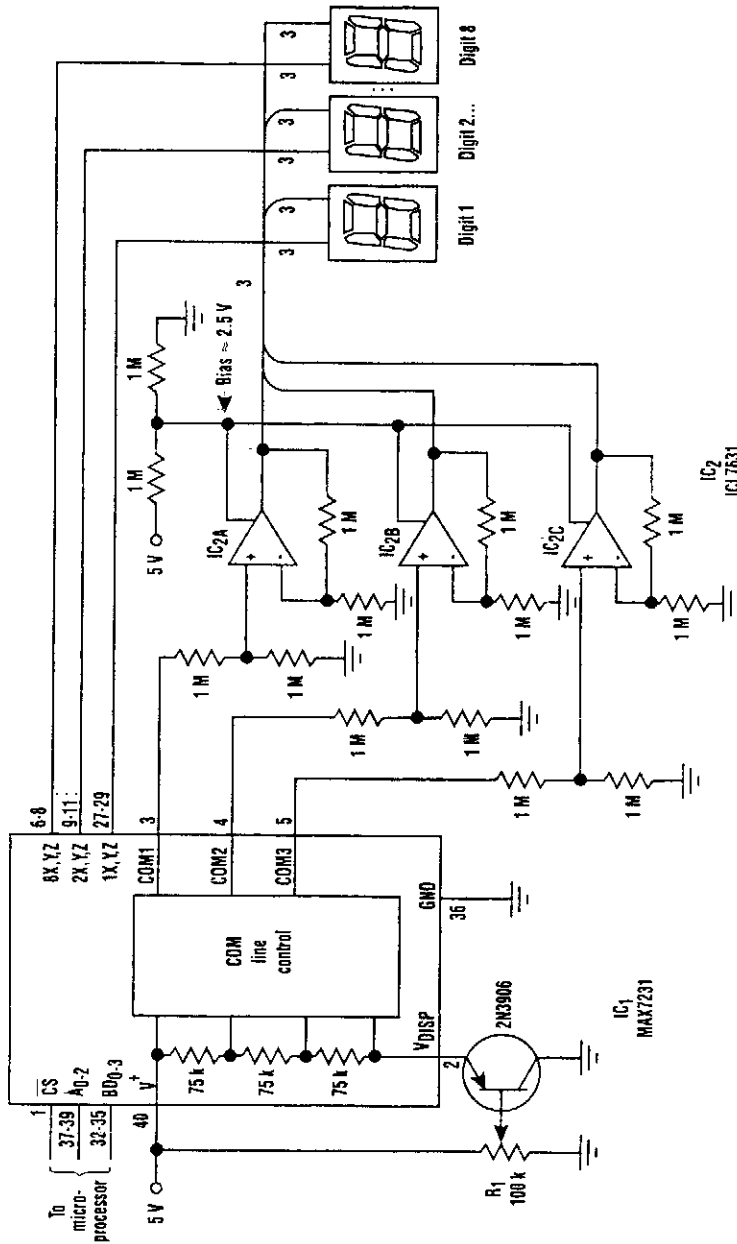 To
micro-
processor
1
37-39
32-35
CS
A0-2
BD0-3
5 V
40
V+
75 k
75 k
75 k
COM
line
control
VDISP
2
2N3906
R1
100 k
IC1
MAX7231
GND
36
8X,Y,Z
2X,Y,Z
1X,Y,Z
6-8
9-11
27-29
COM1
3
COM2
4
COM3
5
1 M
1 M
1 M
1 M
1 M
1 M
5 V
1 M
1 M
Bias = 2.5 V
IC2A
+
-
1 M
1 M
IC2B
+
-
1 M
1 M
IC2C
+
-
1 M
1 M
IC2
ICL7631
3
3
3
Digit 1
3
3
Digit 2...
...
3
3
Digit 8